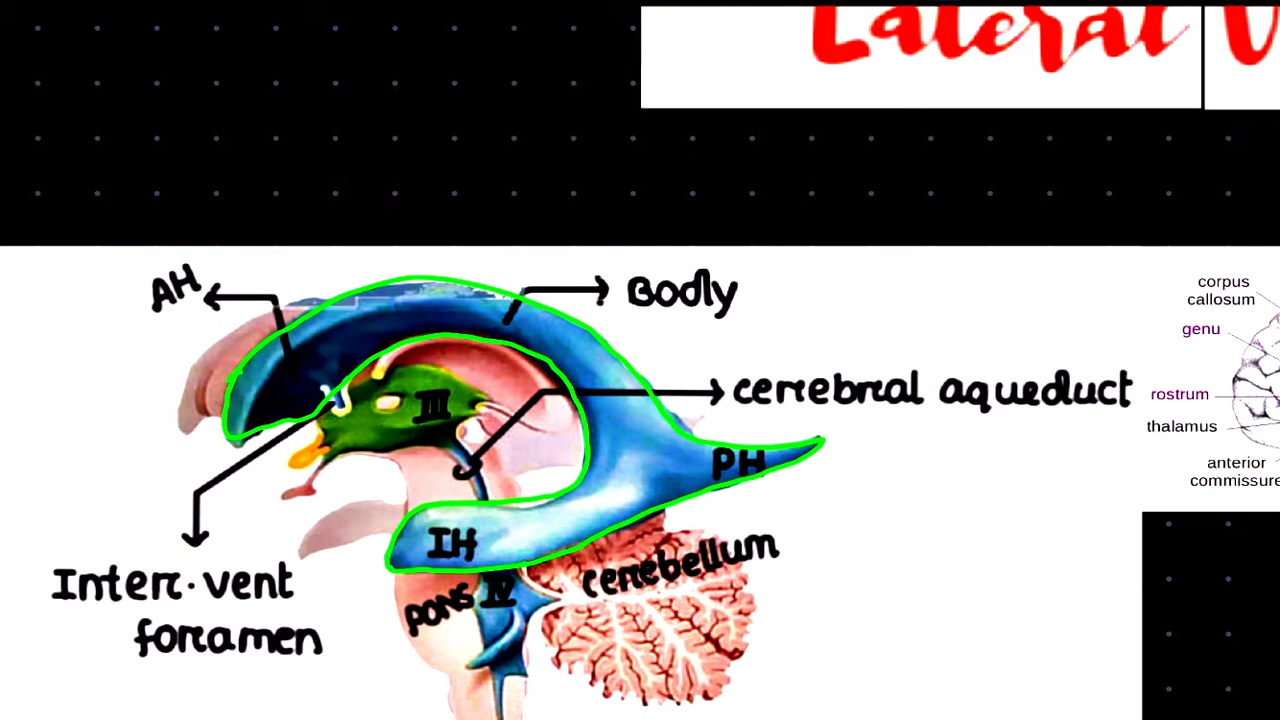 Lateral V
AH
Body
III
cerebral aqueduct
PH
IH
Inter.vent
foramen
pons IV
cerebellum
corpus
callosum
genu
rostrum
thalamus
anterior
commissure